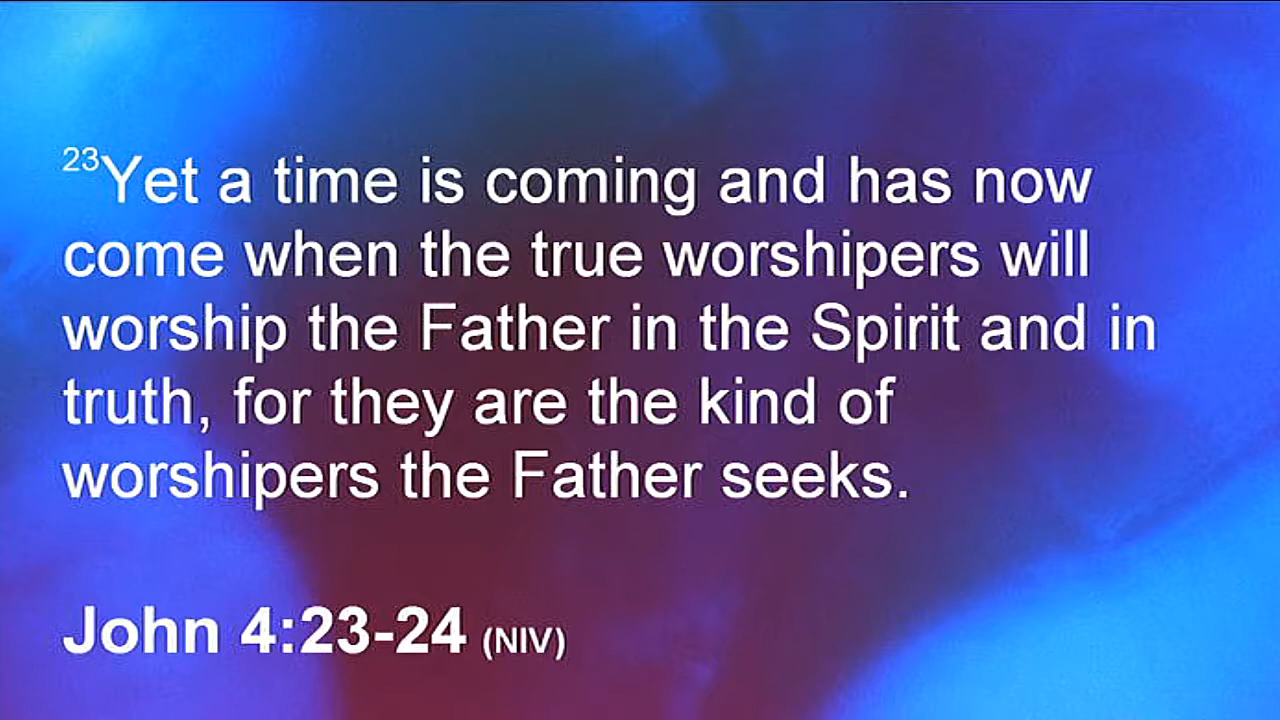 23Yet a time is coming and has now
come when the true worshipers will
worship the Father in the Spirit and in
truth, for they are the kind of
worshipers the Father seeks.
John 4:23-24 (NIV)